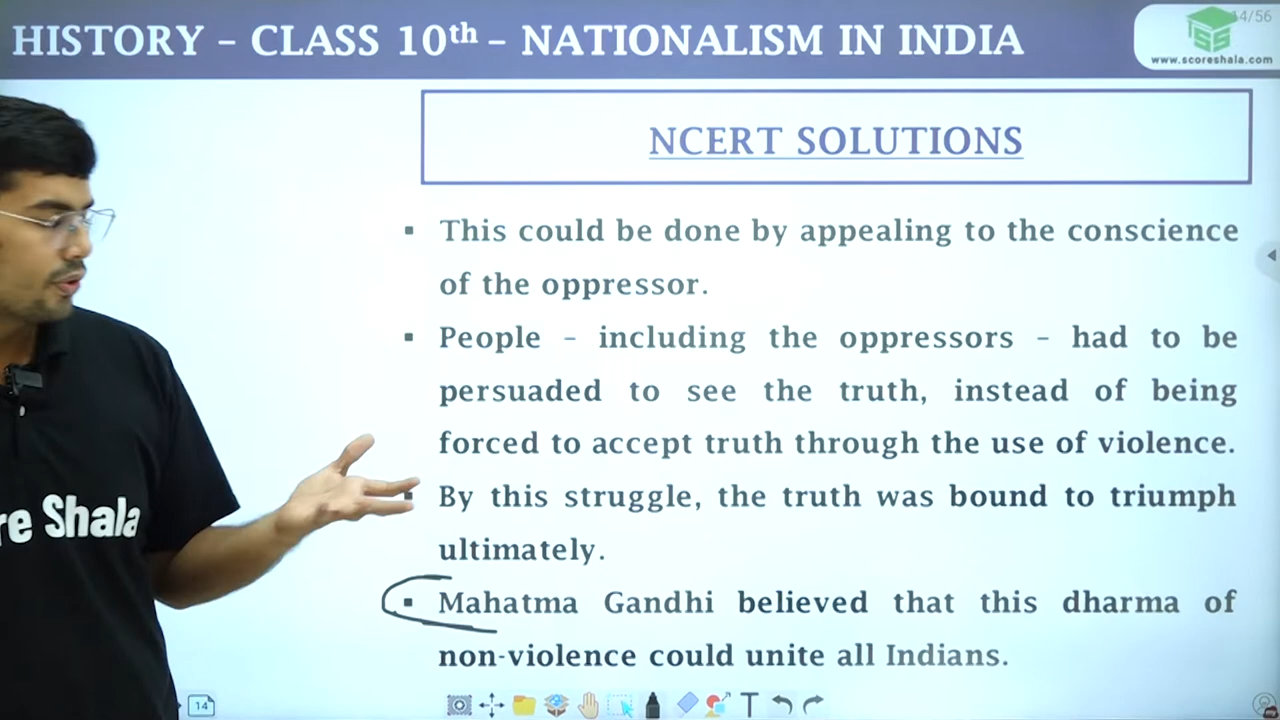 HISTORY – CLASS 10th – NATIONALISM IN INDIA
14/56
www.scoreshala.com
NCERT SOLUTIONS
▪ This could be done by appealing to the conscience
of the oppressor.
▪ People – including the oppressors – had to be
persuaded to see the truth, instead of being
forced to accept truth through the use of violence.
▪ By this struggle, the truth was bound to triumph
ultimately.
▪ Mahatma Gandhi believed that this dharma of
non-violence could unite all Indians.
re Shala
14
T